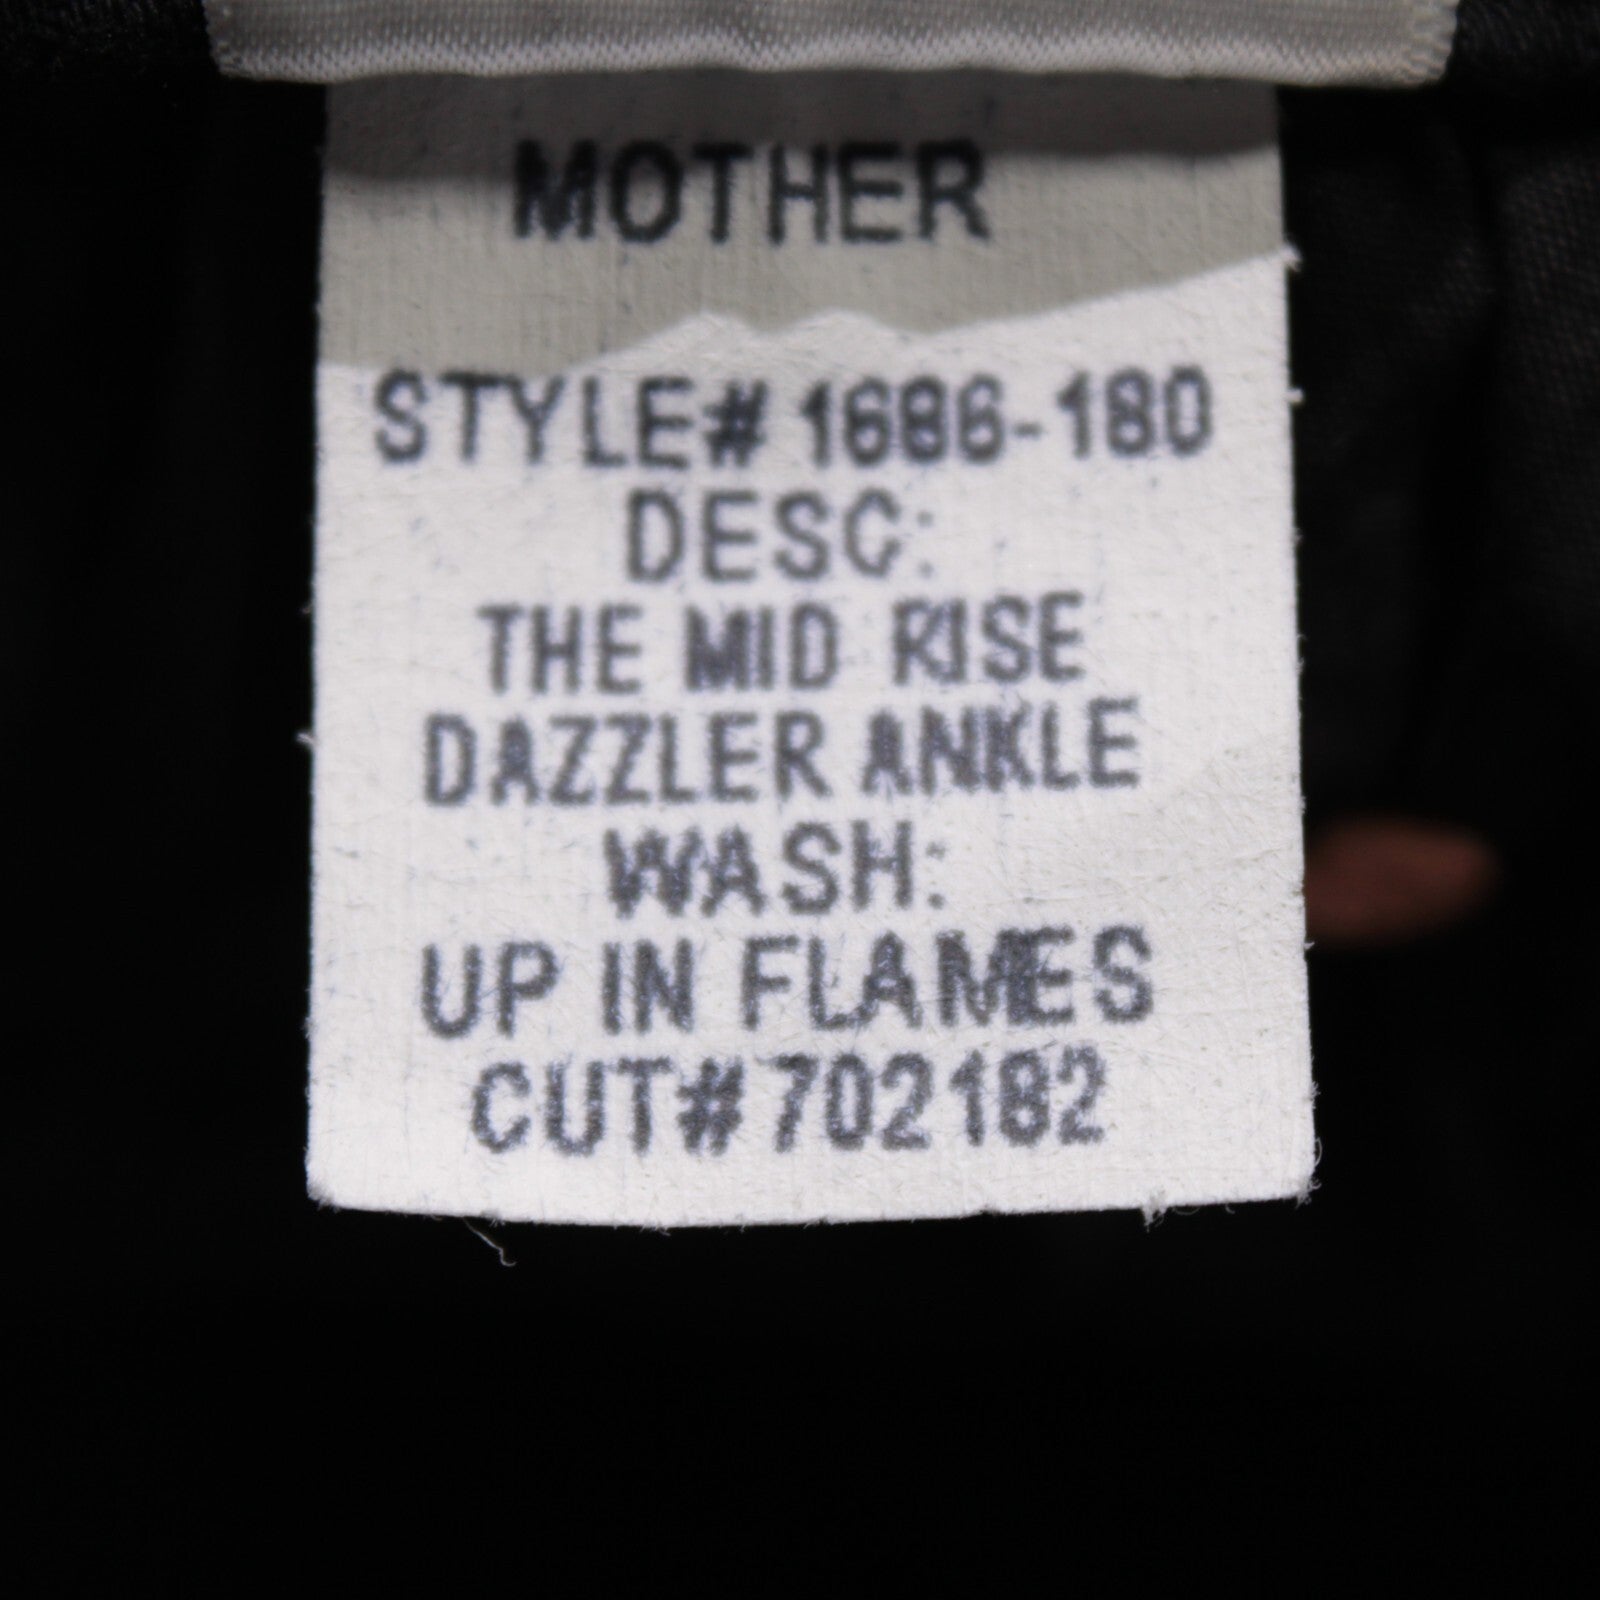 MOTHER
STYLE# 1686-180
DESC:
THE MID RISE
DAZZLER ANKLE
WASH:
UP IN FLAMES
CUT# 702182